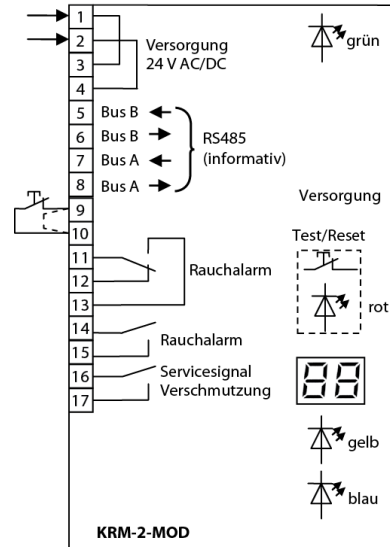 1
2
3
4
Versorgung
24 V AC/DC
grün
5 Bus B
6 Bus B
7 Bus A
8 Bus A
RS485
(informativ)
9
10
Versorgung
Test/Reset
rot
11
12
13
Rauchalarm
14
15
Rauchalarm
16
17
Servicesignal
Verschmutzung
88
gelb
blau
KRM-2-MOD